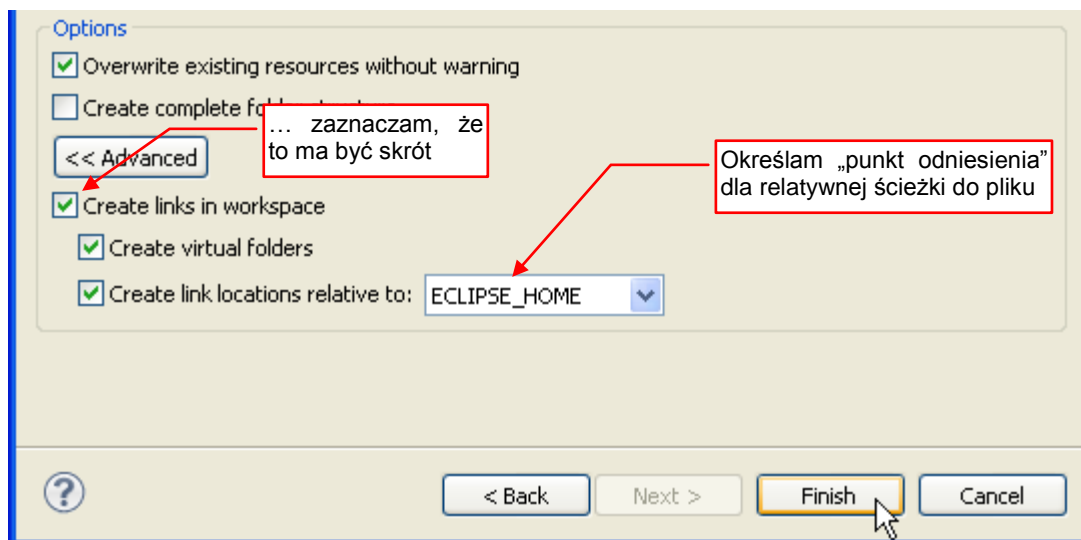 Options
Overwrite existing resources without warning
Create complete
… zaznaczam, że
to ma być skrót
<< Advanced
Określam „punkt odniesienia”
dla relatywnej ścieżki do pliku
Create links in workspace
Create virtual folders
Create link locations relative to: ECLIPSE_HOME
? < Back Next > Finish Cancel